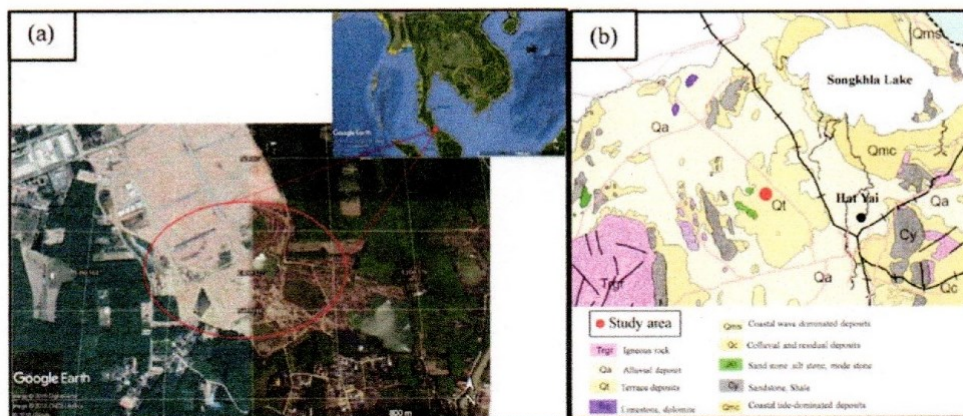 (a)
Google Earth
Google Earth
800 m
N
(b)
Qms
Songkhla Lake
Qa
Qmc
Qt
Hat Yai
Qa
Cy
Trgr
Qa
Qc
Study area
Trgr Igneous rock
Qa Alluvial deposit
Qt Terrace deposits
Limestone, dolomite
Qms Coastal wave dominated deposits
Qc Colluvial and residual deposits
Sand stone ,silt stone, mode stone
Cy Sandstone, Shale
Qmc Coastal tide-dominated deposits